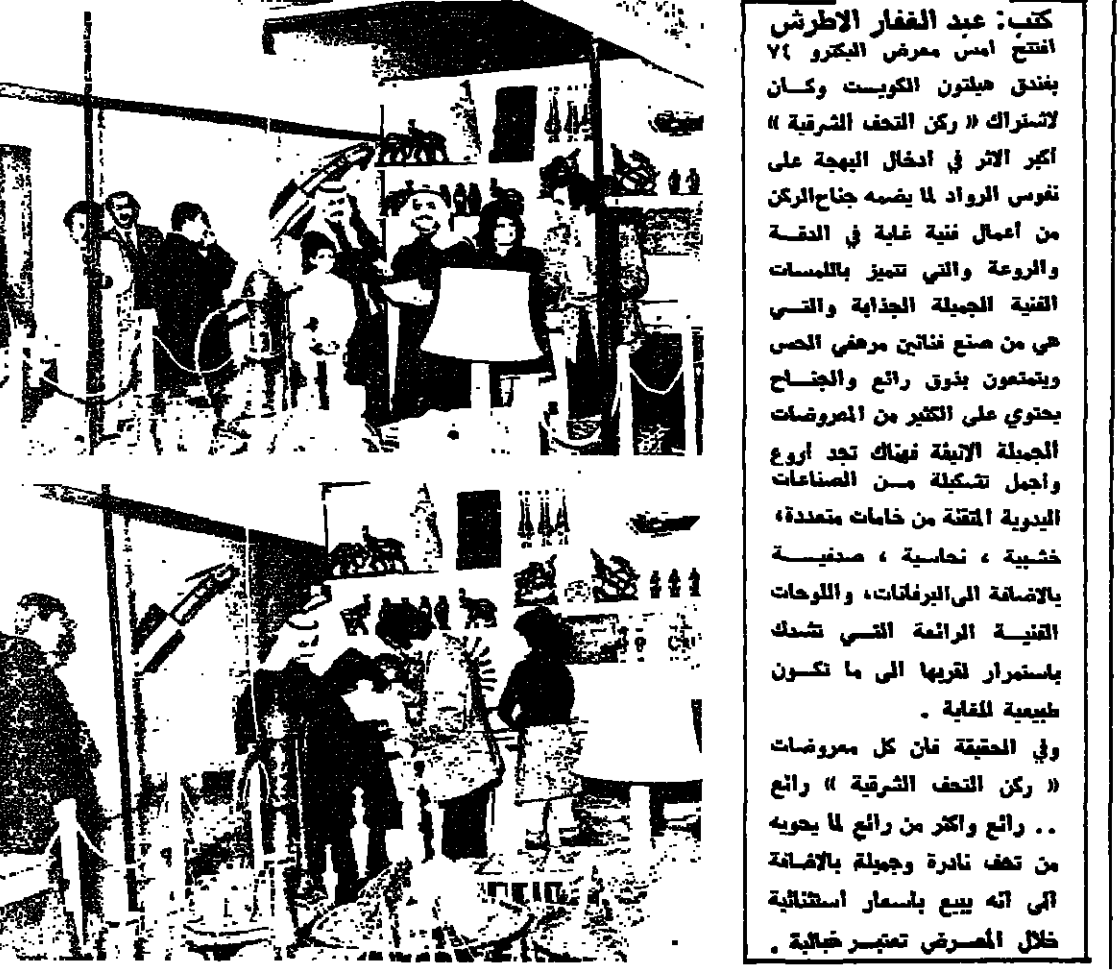 كتب: عبد الغفار الاطرش
افتتح امس معرض اليكترو ٧٤
بفندق هيلتون الكويت وكان
لاشتراك « ركن التحف الشرقية »
أكبر الاثر في ادخال البهجة على
نفوس الرواد لما يضمه جناح الركن
من أعمال فنية غاية في الدقة
والروعة والتي تتميز باللمسات
الفنية الجميلة الجذابة والتي
هي من صنع فنانين مرهفي الحس
ويتمتعون بذوق رائع والجناح
يحتوي على الكثير من المعروضات
الجميلة الانيقة فهناك تجد أروع
واجمل تشكيلة من الصناعات
اليدوية المتقنة من خامات متعددة،
خشبية ، نحاسية ، صدفية
بالاضافة الى البرفانات، واللوحات
الفنية الرائعة التي تشدك
باستمرار لقربها الى ما تكون
طبيعية للغاية .
وفي الحقيقة فان كل معروضات
« ركن التحف الشرقية » رائع
.. رائع واكثر من رائع لما يحويه
من تحف نادرة وجميلة بالاضافة
الى انه يبيع باسعار استثنائية
خلال المعرض تعتبر خيالية .